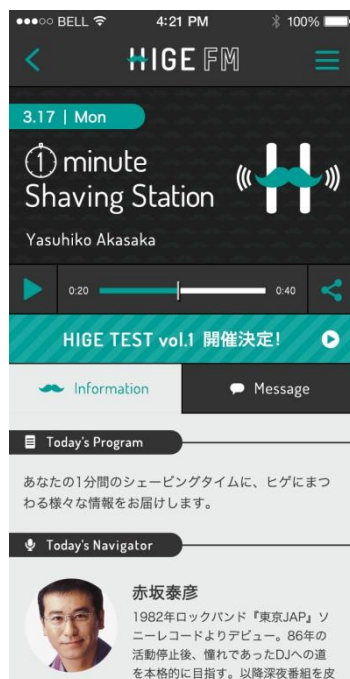 BELL 4:21 PM 100%
HIGE FM
3.17 | Mon
1 minute
Shaving Station
H
Yasuhiko Akasaka
0:20 0:40
HIGE TEST vol.1 開催決定!
Information Message
Today's Program
あなたの1分間のシェービングタイムに、ヒゲにまつ
わる様々な情報をお届けします。
Today's Navigator
赤坂泰彦
1982年ロックバンド『東京JAP』ソ
ニーレコードよりデビュー。86年の
活動停止後、憧れであったDJへの道
を本格的に目指す。以降深夜番組を皮